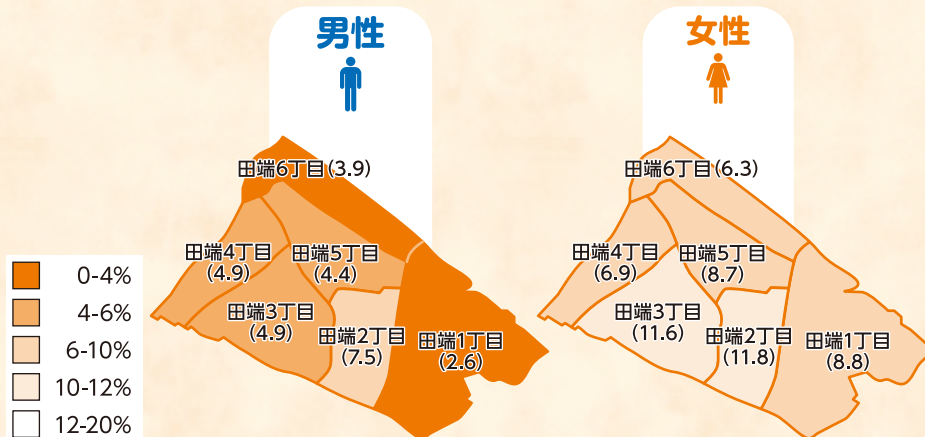 男性
田端6丁目(3.9)
田端4丁目
(4.9)
田端5丁目
(4.4)
田端3丁目
(4.9)
田端2丁目
(7.5)
田端1丁目
(2.6)
女性
田端6丁目(6.3)
田端4丁目
(6.9)
田端5丁目
(8.7)
田端3丁目
(11.6)
田端2丁目
(11.8)
田端1丁目
(8.8)
0-4%
4-6%
6-10%
10-12%
12-20%